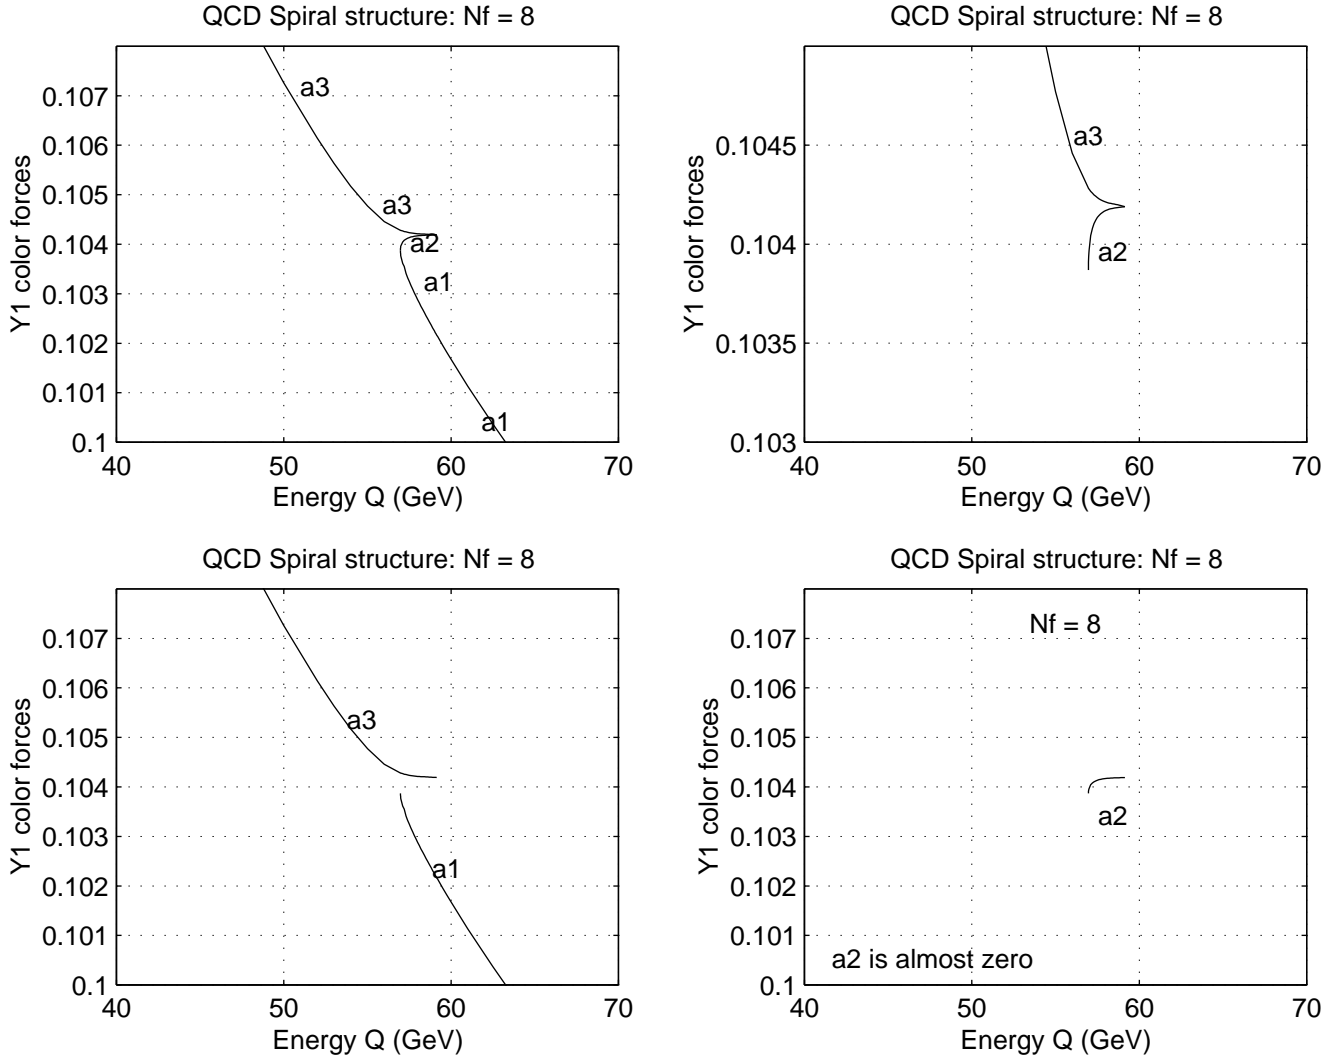 QCD Spiral structure: Nf = 8
Y1 color forces
0.107
0.106
0.105
0.104
0.103
0.102
0.101
0.1
a3
a3
a2
a1
a1
40 50 60 70
Energy Q (GeV)
QCD Spiral structure: Nf = 8
Y1 color forces
0.1045
0.104
0.1035
0.103
a3
a2
40 50 60 70
Energy Q (GeV)
QCD Spiral structure: Nf = 8
Y1 color forces
0.107
0.106
0.105
0.104
0.103
0.102
0.101
0.1
a3
a1
40 50 60 70
Energy Q (GeV)
QCD Spiral structure: Nf = 8
Y1 color forces
0.107
0.106
0.105
0.104
0.103
0.102
0.101
0.1
Nf = 8
a2
a2 is almost zero
40 50 60 70
Energy Q (GeV)